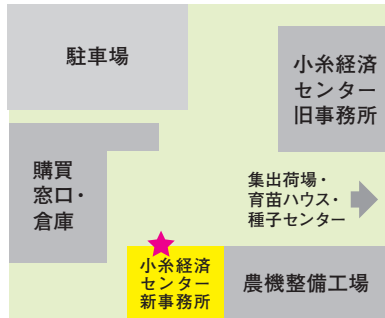 駐車場
小糸経済
センター
旧事務所
購買
窓口・
倉庫
集出荷場・
育苗ハウス・
種子センター
小糸経済
センター
新事務所
農機整備工場